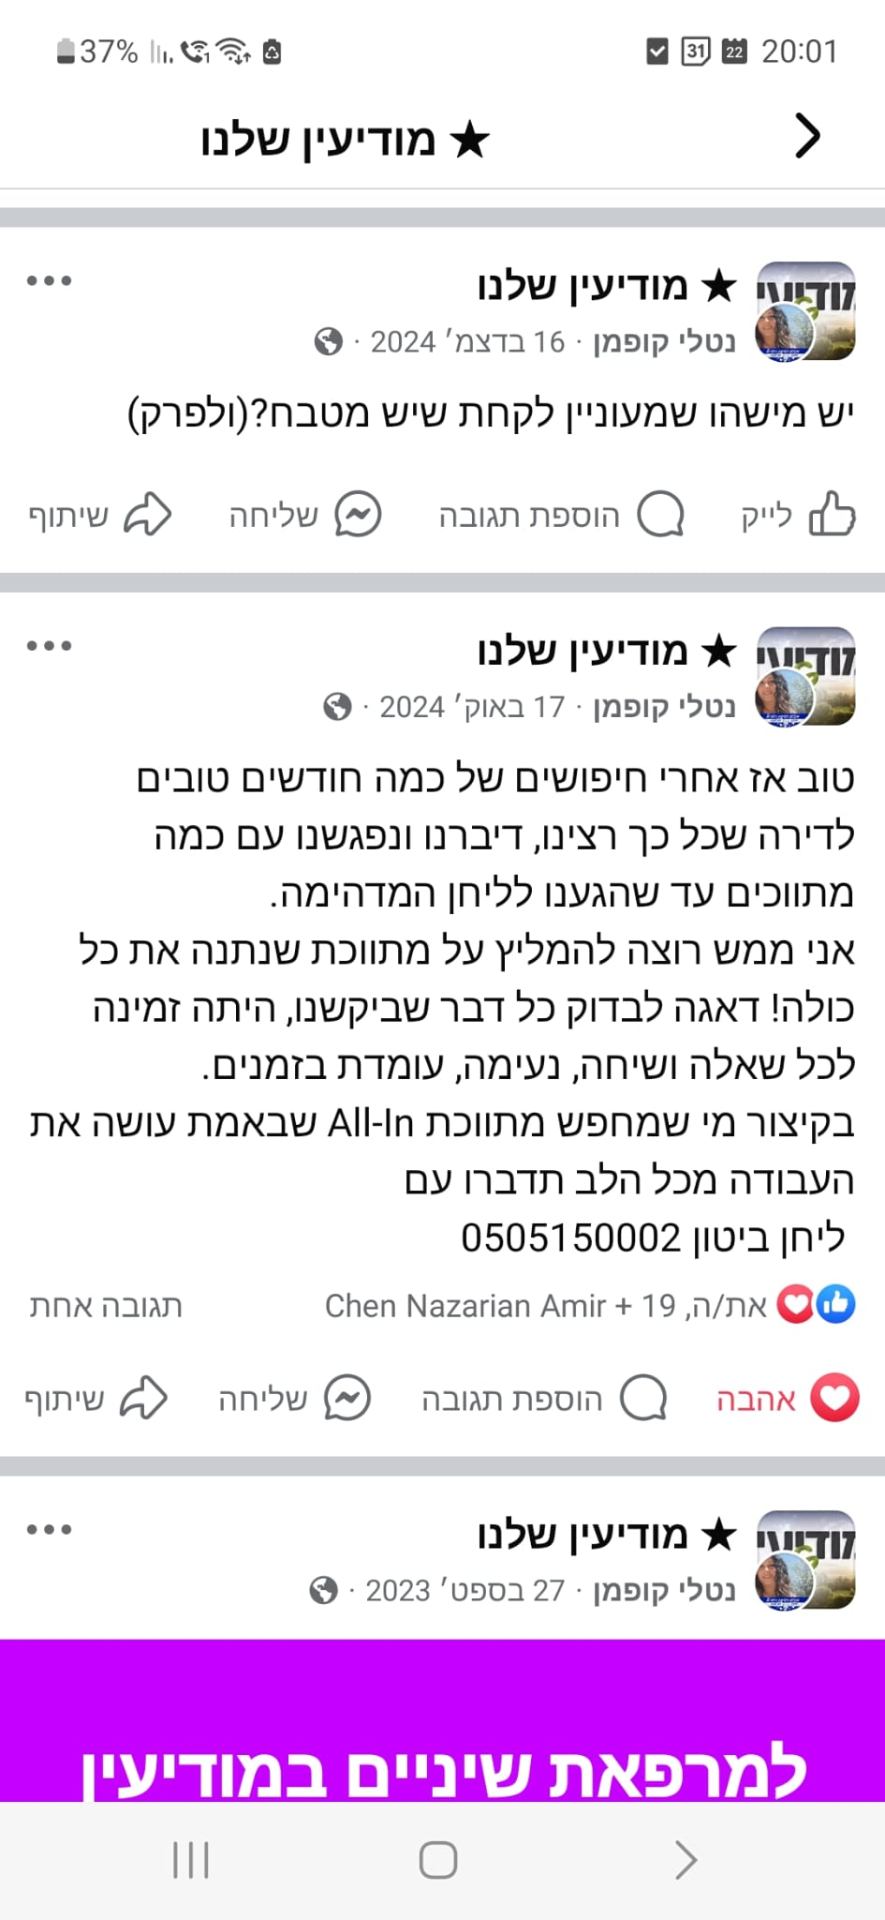 37%
31
22
20:01
★ מודיעין שלנו
★ מודיעין שלנו
נטלי קופמן · 16 בדצמ׳ 2024 ·
יש מישהו שמעוניין לקחת שיש מטבח?(ולפרק)
לייק
הוספת תגובה
שליחה
שיתוף
★ מודיעין שלנו
נטלי קופמן · 17 באוק׳ 2024 ·
טוב אז אחרי חיפושים של כמה חודשים טובים
לדירה שכל כך רצינו, דיברנו ונפגשנו עם כמה
מתווכים עד שהגענו לליחן המדהימה.
אני ממש רוצה להמליץ על מתווכת שנתנה את כל
כולה! דאגה לבדוק כל דבר שביקשנו, היתה זמינה
לכל שאלה ושיחה, נעימה, עומדת בזמנים.
בקיצור מי שמחפש מתווכת All-In שבאמת עושה את
העבודה מכל הלב תדברו עם
ליחן ביטון 0505150002
את/ה, Chen Nazarian Amir + 19
תגובה אחת
אהבה
הוספת תגובה
שליחה
שיתוף
★ מודיעין שלנו
נטלי קופמן · 27 בספט׳ 2023 ·
למרפאת שיניים במודיעין